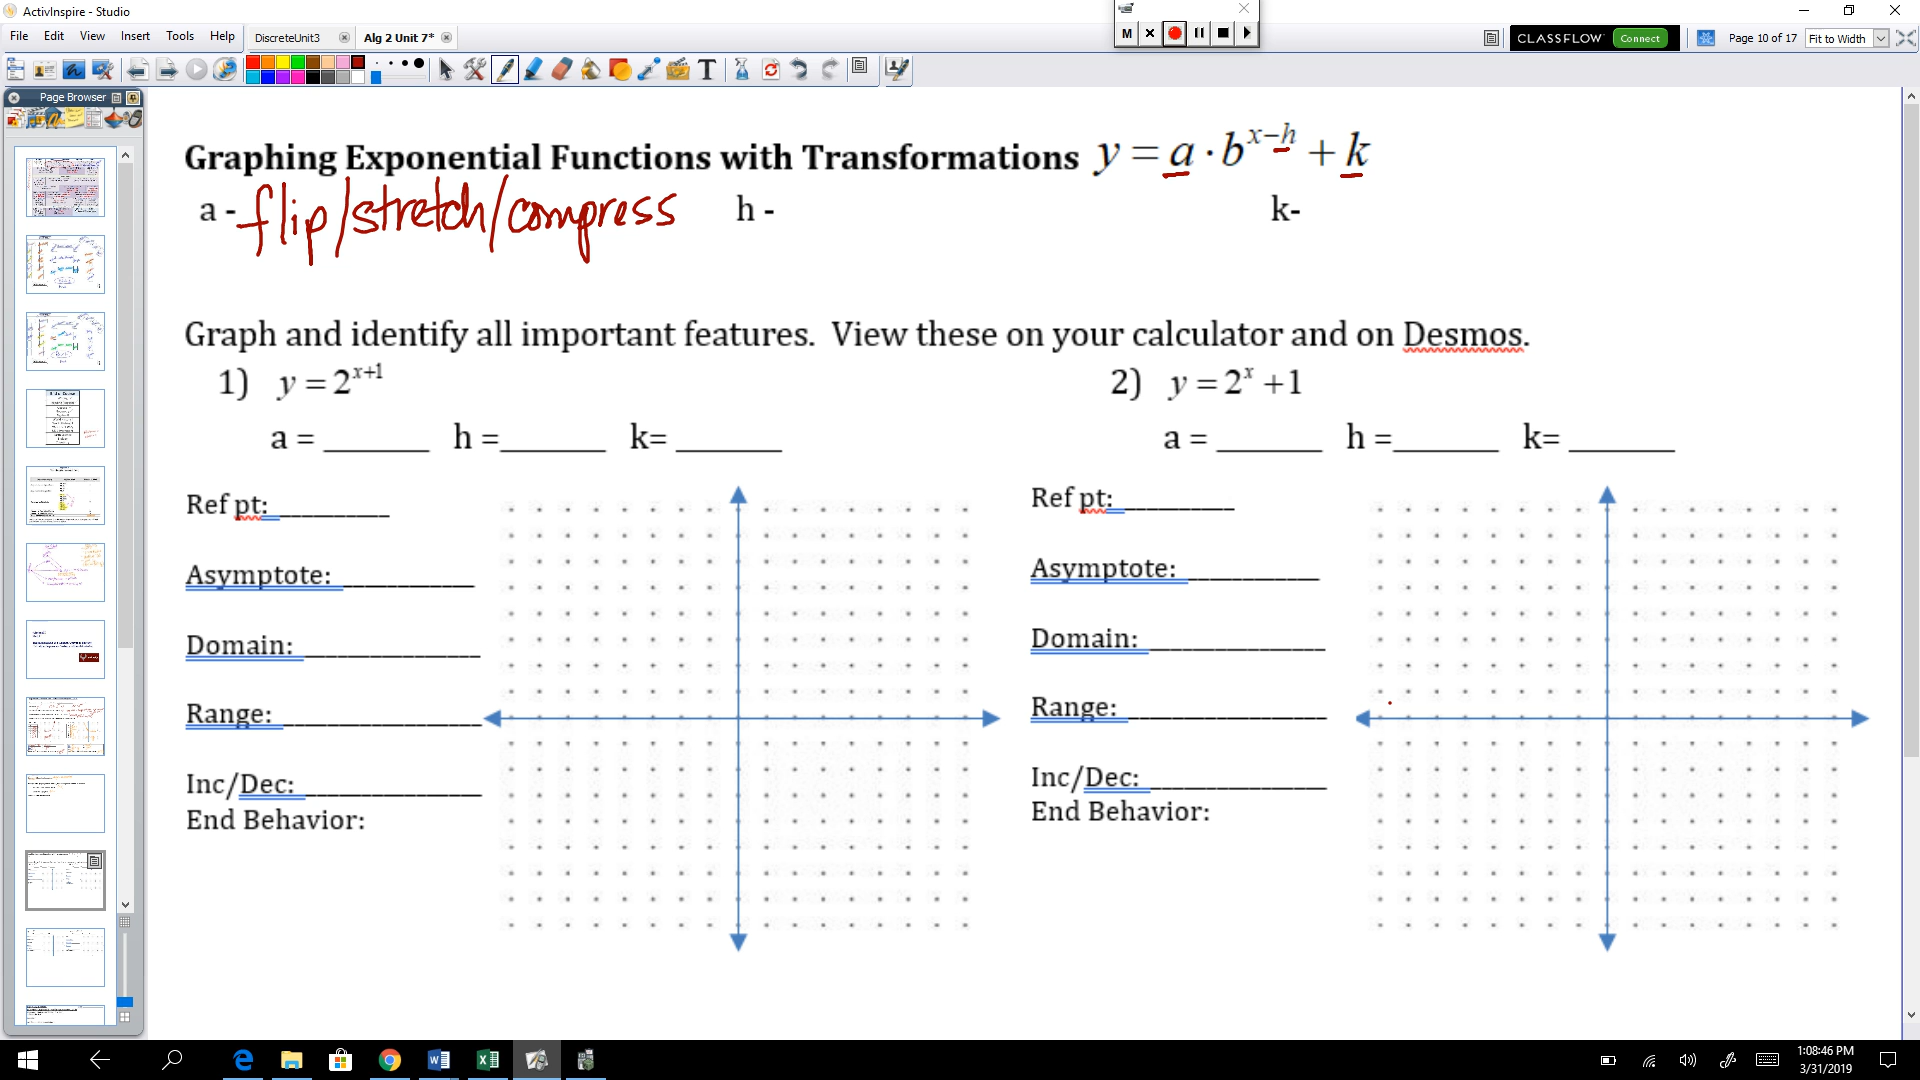 ActivInspire - Studio
File Edit View Insert Tools Help
DiscreteUnit3
Alg 2 Unit 7*
M
CLASSFLOW Connect
Page 10 of 17
Fit to Width
Page Browser
Graphing Exponential Functions with Transformations y = a · b^{x−h} + k
a - flip/stretch/compress h - k-
Graph and identify all important features. View these on your calculator and on Desmos.
1) y = 2^{x+1}
a = ______ h = ______ k= ______
Ref pt: ________
Asymptote: __________
Domain: ____________
Range: ______________
Inc/Dec: ____________
End Behavior:
2) y = 2^x +1
a = ______ h = ______ k= ______
Ref pt: ________
Asymptote: __________
Domain: ____________
Range: ______________
Inc/Dec: ____________
End Behavior:
1:08:46 PM
3/31/2019